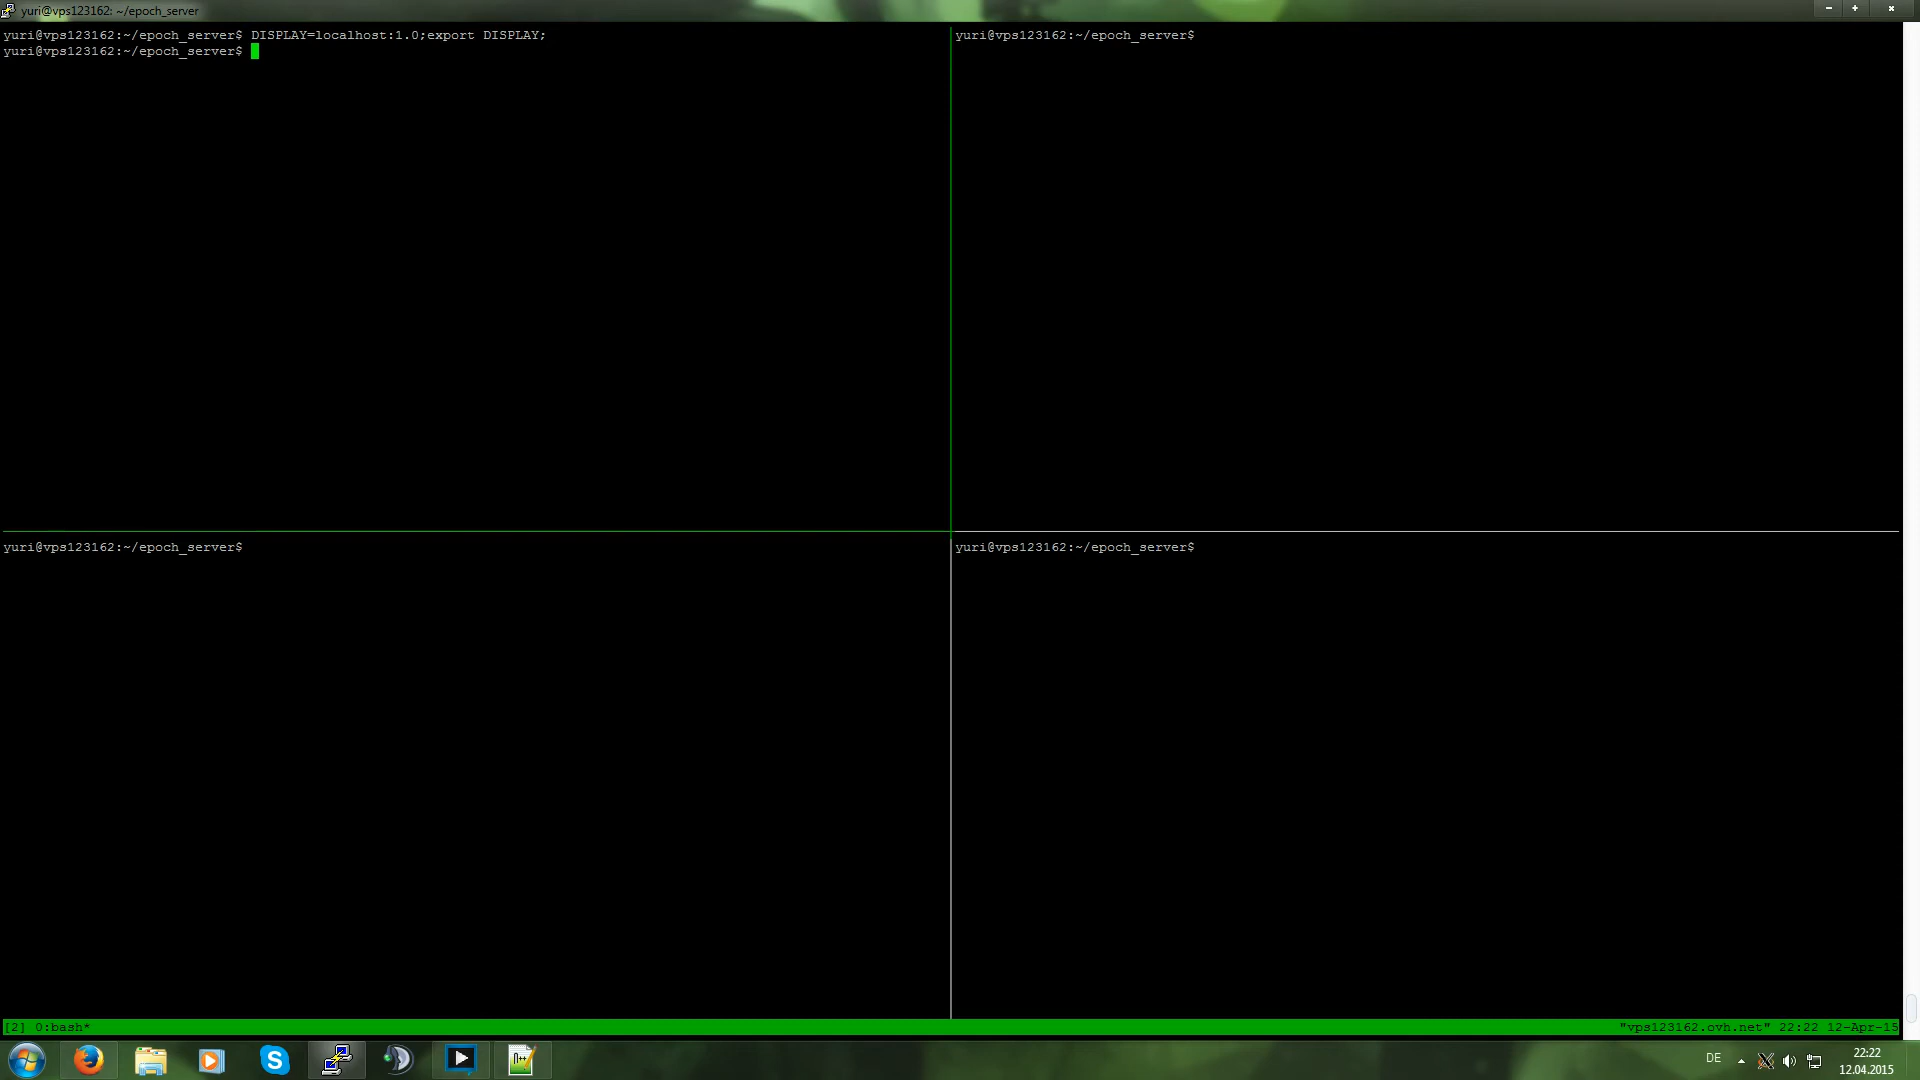 yuri@vps123162: ~/epoch_server
yuri@vps123162:~/epoch_server$ DISPLAY=localhost:1.0;export DISPLAY;
yuri@vps123162:~/epoch_server$
yuri@vps123162:~/epoch_server$
yuri@vps123162:~/epoch_server$
yuri@vps123162:~/epoch_server$
[2] 0:bash*
"vps123162.ovh.net" 22:22 12-Apr-15
DE
22:22
12.04.2015